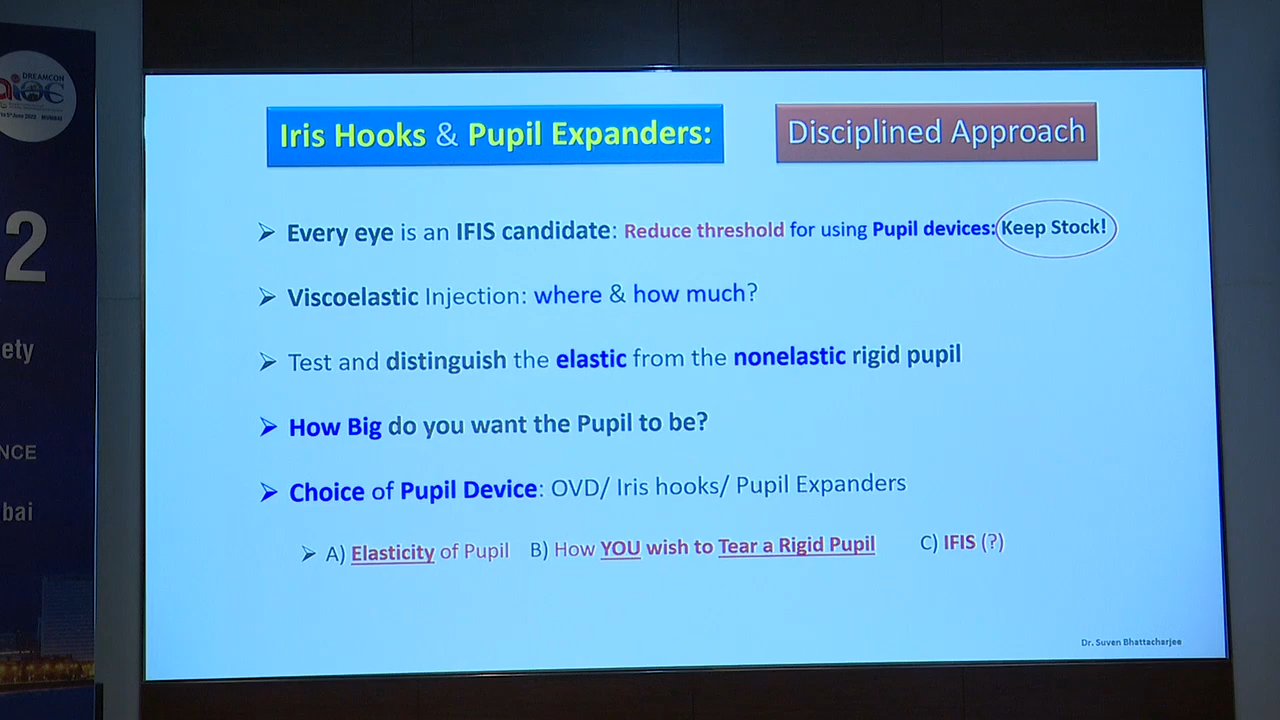 DREAMCON
aioc
MUMBAI
2
ety
NCE
bai
Iris Hooks & Pupil Expanders:
Disciplined Approach
➢ Every eye is an IFIS candidate: Reduce threshold for using Pupil devices: Keep Stock!
➢ Viscoelastic Injection: where & how much?
➢ Test and distinguish the elastic from the nonelastic rigid pupil
➢ How Big do you want the Pupil to be?
➢ Choice of Pupil Device: OVD/ Iris hooks/ Pupil Expanders
➢ A) Elasticity of Pupil B) How YOU wish to Tear a Rigid Pupil C) IFIS (?)
Dr. Suven Bhattacharjee